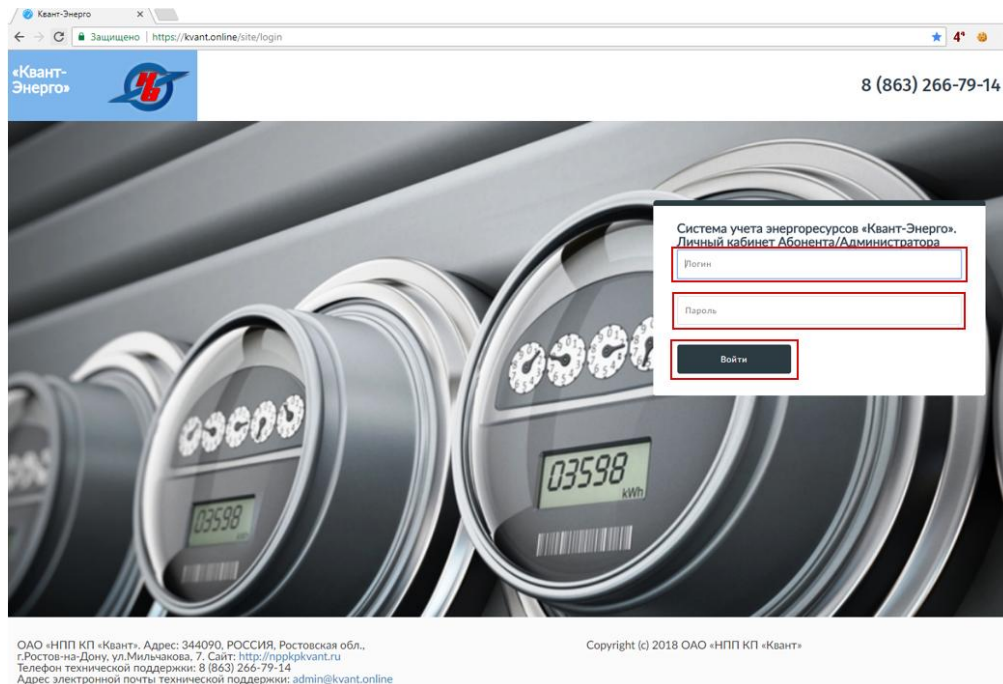 Квант-Энерго
Защищено | https://kvant.online/site/login
4°
«Квант-
Энерго»
8 (863) 266-79-14
Система учета энергоресурсов «Квант-Энерго».
Личный кабинет Абонента/Администратора
Логин
Пароль
Войти
03598
kWh
03598
ОАО «НПП КП «Квант». Адрес: 344090, РОССИЯ, Ростовская обл.,
г.Ростов-на-Дону, ул.Мильчакова, 7. Сайт: http://nppkpkvant.ru
Телефон технической поддержки: 8 (863) 266-79-14
Адрес электронной почты технической поддержки: admin@kvant.online
Copyright (c) 2018 ОАО «НПП КП «Квант»